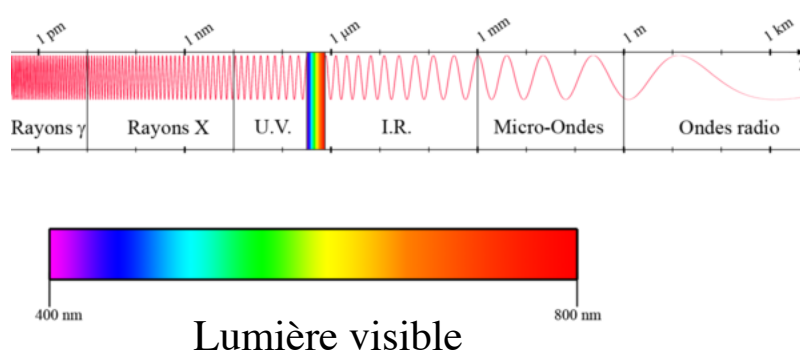 1 pm 1 nm 1 µm 1 mm 1 m 1 km
Rayons γ Rayons X U.V. I.R. Micro-Ondes Ondes radio
400 nm 800 nm
Lumière visible